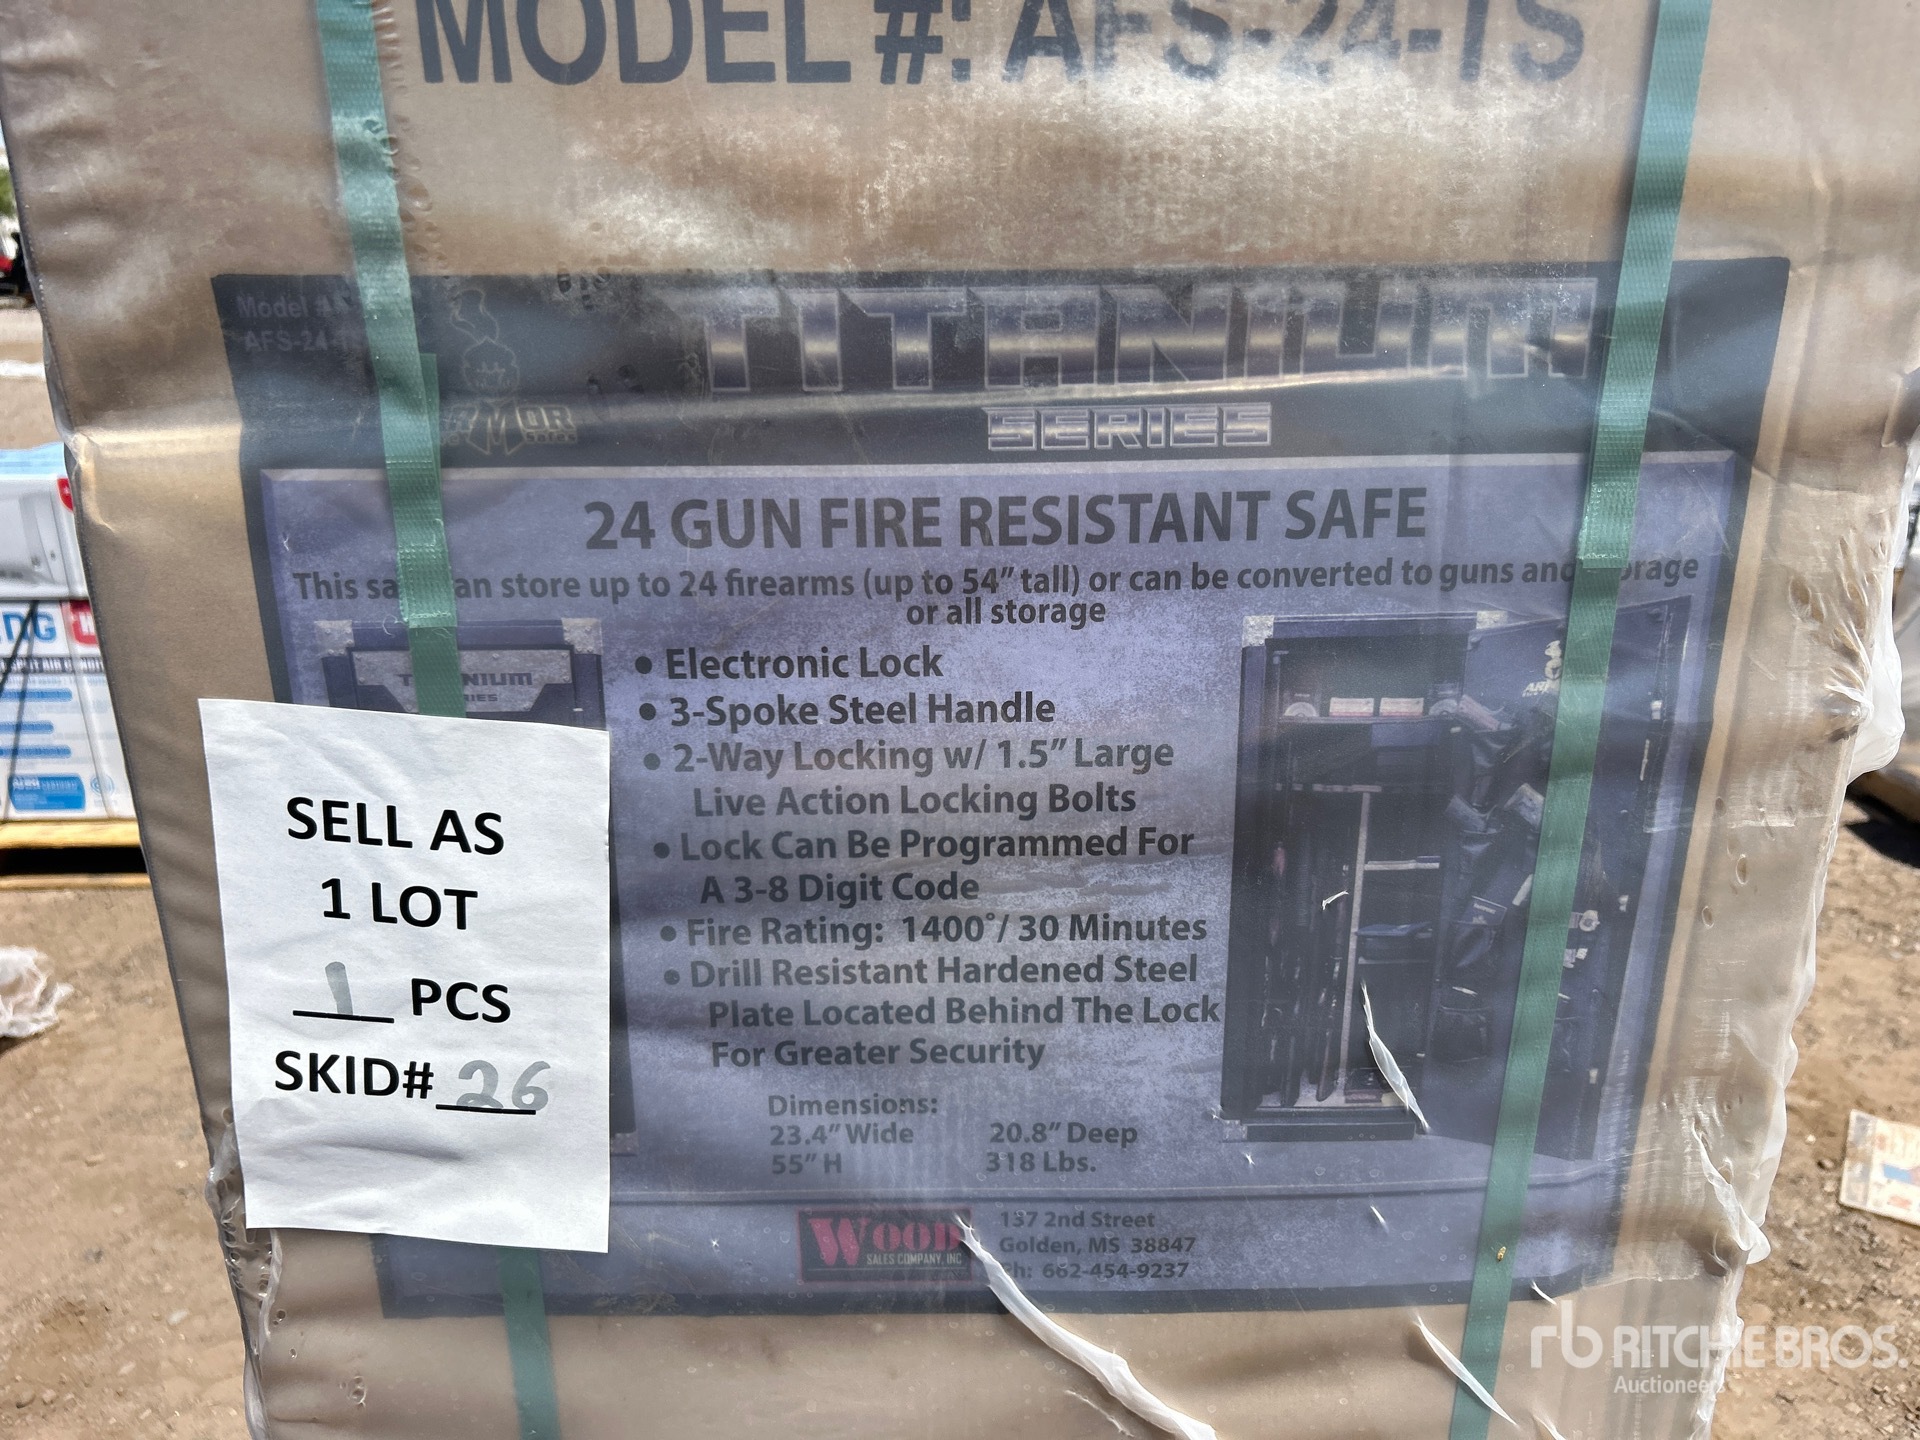 MODEL #: AFS-24-TS
Model #
AFS-24-T
TITANIUM
SERIES
24 GUN FIRE RESISTANT SAFE
This can store up to 24 firearms (up to 54" tall) or can be converted to guns and
or all storage
• Electronic Lock
• 3-Spoke Steel Handle
• 2-Way Locking w/ 1.5" Large
Live Action Locking Bolts
• Lock Can Be Programmed For
A 3-8 Digit Code
• Fire Rating: 1400°/ 30 Minutes
• Drill Resistant Hardened Steel
Plate Located Behind The Lock
For Greater Security
Dimensions:
23.4" Wide 20.8" Deep
55" H 318 Lbs.
WOOD
SALES COMPANY, INC
137 2nd Street
Golden, MS 38847
Ph: 662-454-9237
SELL AS
1 LOT
1 PCS
SKID# 26
rb RITCHIE BROS.
Auctioneers